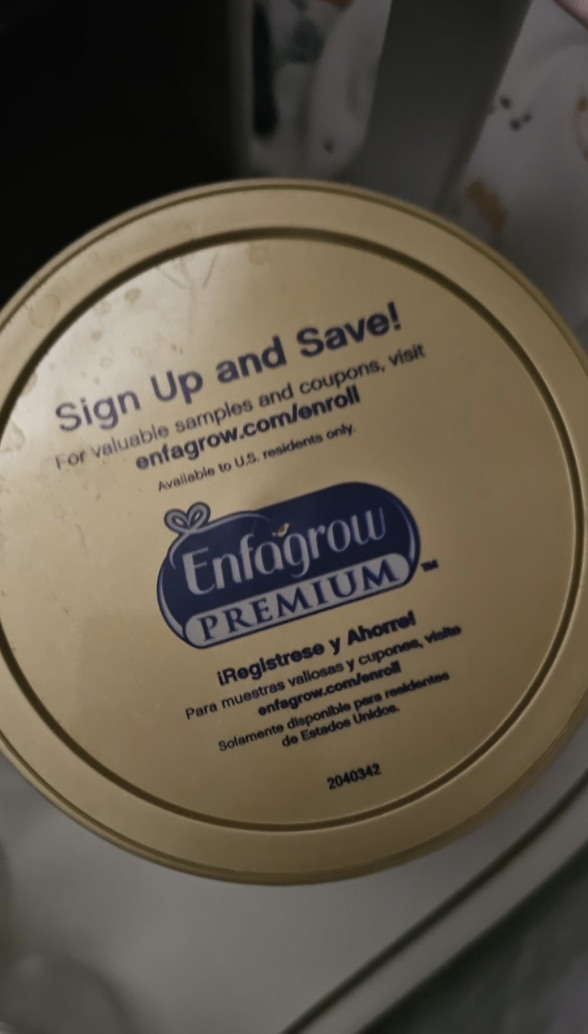 Sign Up and Save!
For valuable samples and coupons, visit
enfagrow.com/enroll
Available to U.S. residents only.
Enfagrow
PREMIUM™
¡Regístrese y Ahorre!
Para muestras valiosas y cupones, visite
enfagrow.com/enroll
Solamente disponible para residentes
de Estados Unidos.
2040342